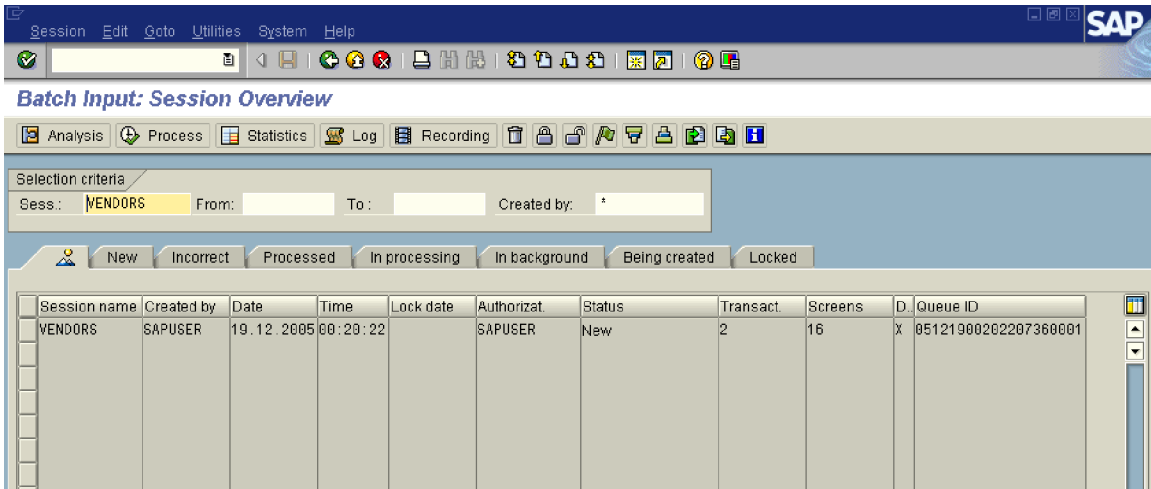 Session Edit Goto Utilities System Help
SAP
Batch Input: Session Overview
Analysis Process Statistics Log Recording
Selection criteria
Sess.: VENDORS From: To : Created by: *
New Incorrect Processed In processing In background Being created Locked
Session name Created by Date Time Lock date Authorizat. Status Transact. Screens D.. Queue ID
VENDORS SAPUSER 19.12.2005 00:20:22 SAPUSER New 2 16 X 05121900202207360001